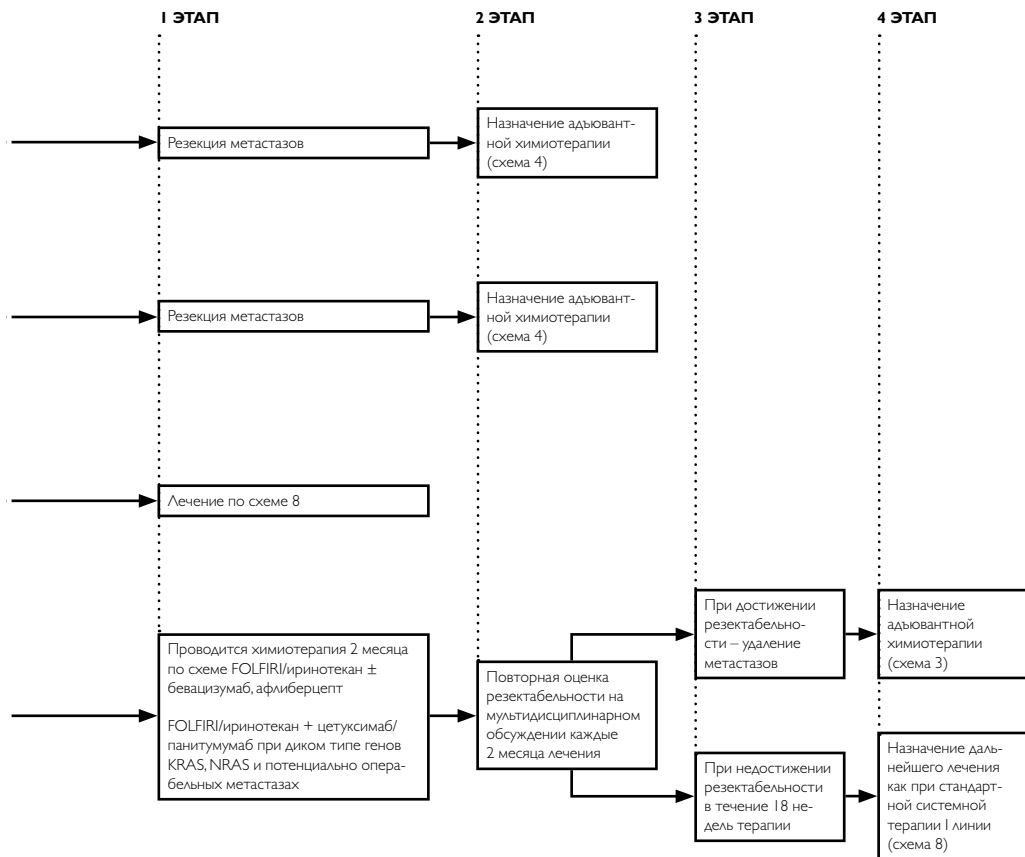 1 ЭТАП
2 ЭТАП
3 ЭТАП
4 ЭТАП
Резекция метастазов
Назначение адъювант-
ной химиотерапии
(схема 4)
Резекция метастазов
Назначение адъювант-
ной химиотерапии
(схема 4)
Лечение по схеме 8
Проводится химиотерапия 2 месяца
по схеме FOLFIRI/иринотекан ±
бевацизумаб, афлиберцепт
FOLFIRI/иринотекан + цетуксимаб/
панитумумаб при диком типе генов
KRAS, NRAS и потенциально опера-
бельных метастазах
Повторная оценка
резектабельности на
мультидисциплинарном
обсуждении каждые
2 месяца лечения
При достижении
резектабельно-
сти – удаление
метастазов
Назначение
адъювантной
химиотерапии
(схема 3)
При недостижении
резектабельности
в течение 18 не-
дель терапии
Назначение даль-
нейшего лечения
как при стандарт-
ной системной
терапии I линии
(схема 8)